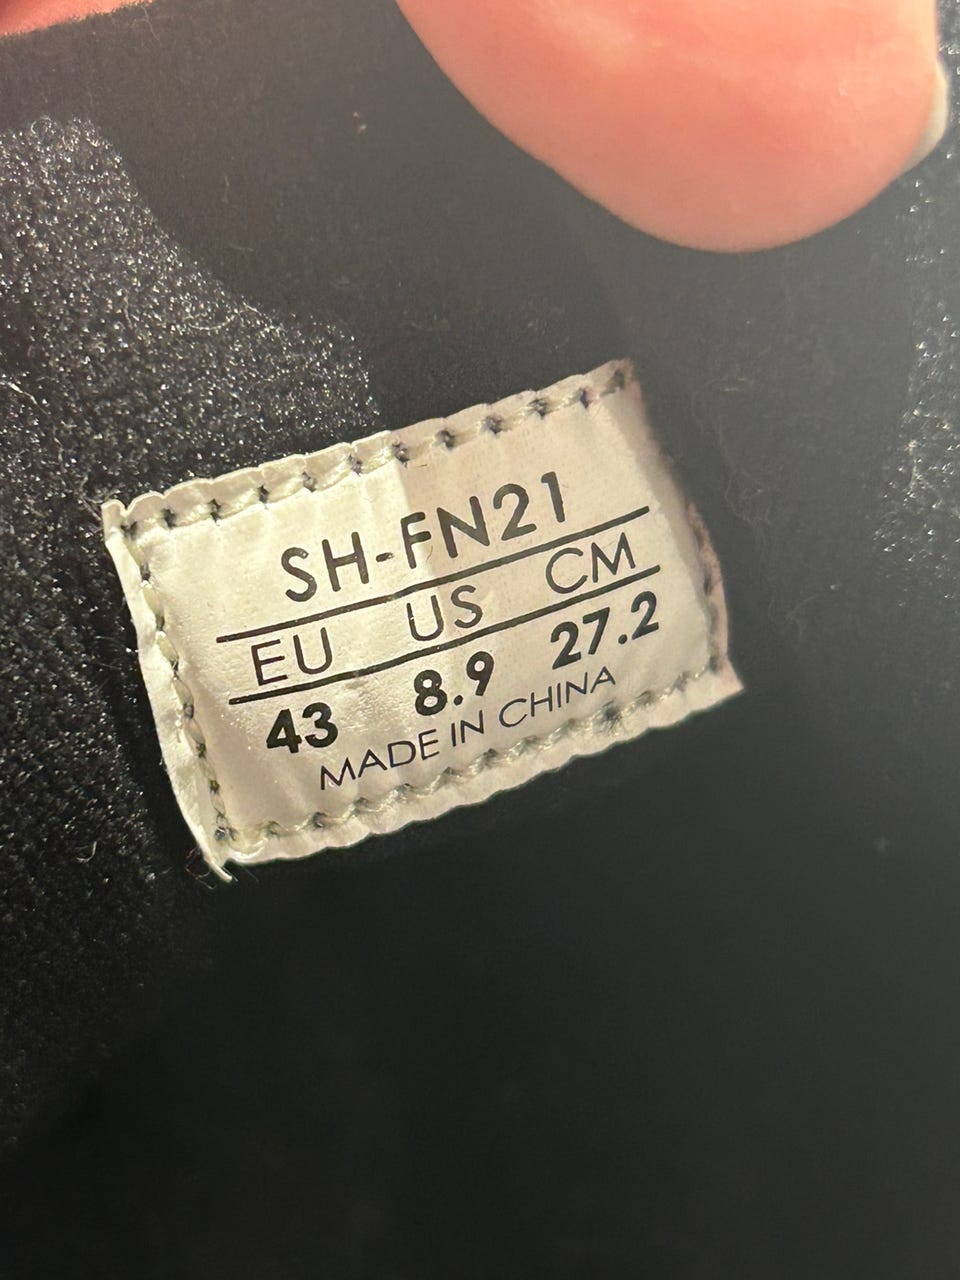 SH-FN21
EU US CM
43 8.9 27.2
MADE IN CHINA